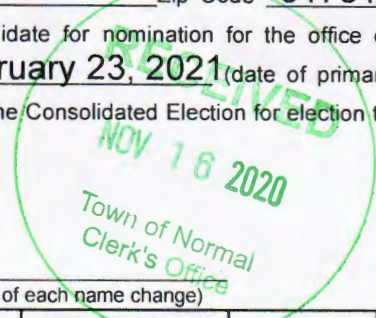 Zip Code
idate for nomination for the office
ruary 23, 2021 (date of primar
he Consolidated Election for election
RECEIVED
NOV 16 2020
Town of Normal
Clerk's Office
of each name change)